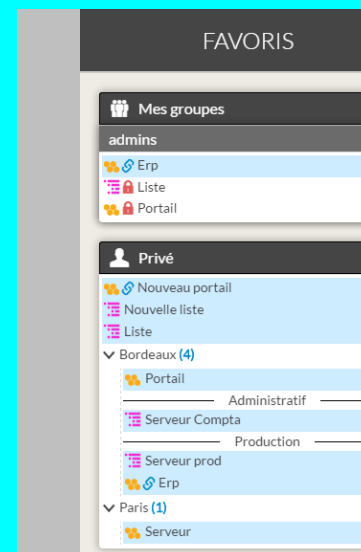 FAVORIS
Mes groupes
admins
Erp
Liste
Portail
Privé
Nouveau portail
Nouvelle liste
Liste
Bordeaux (4)
Portail
Administratif
Serveur Compta
Production
Serveur prod
Erp
Paris (1)
Serveur